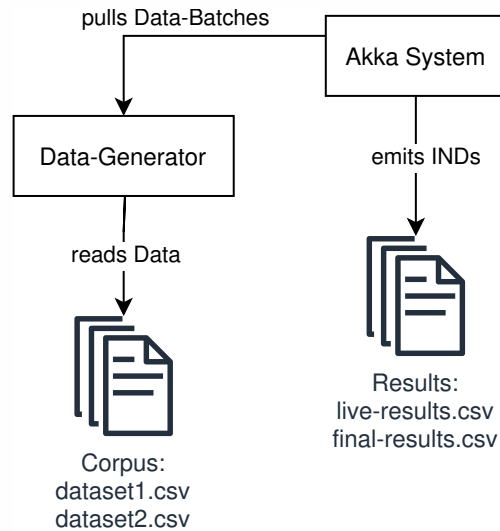 pulls Data-Batches
Akka System
Data-Generator
emits INDs
reads Data
Results:
live-results.csv
final-results.csv
Corpus:
dataset1.csv
dataset2.csv